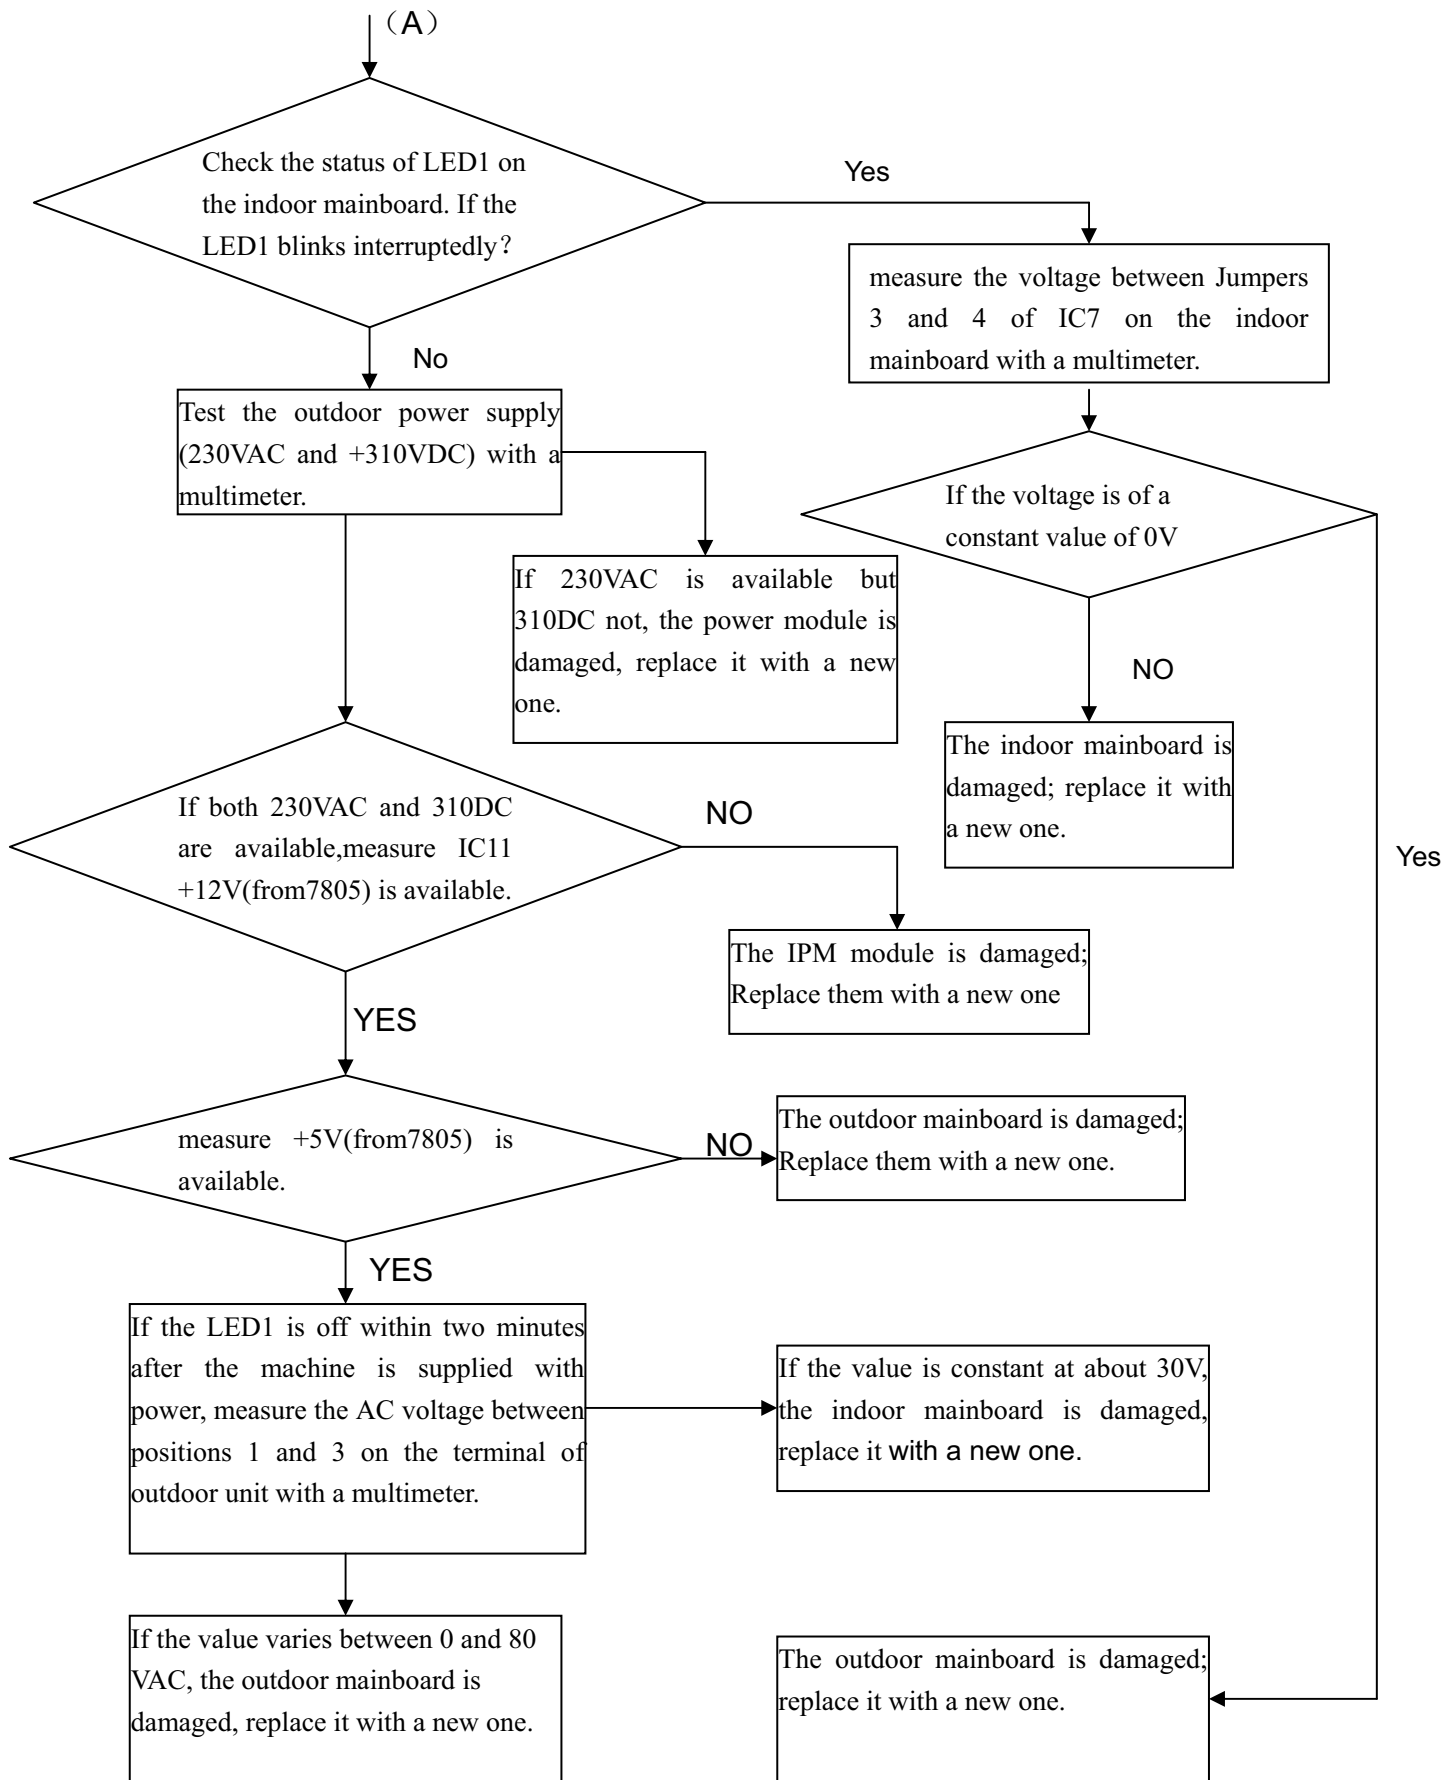 （A）
Check the status of LED1 on
the indoor mainboard. If the
LED1 blinks interruptedly？
Yes
measure the voltage between Jumpers
3 and 4 of IC7 on the indoor
mainboard with a multimeter.
No
Test the outdoor power supply
(230VAC and +310VDC) with a
multimeter.
If the voltage is of a
constant value of 0V
If 230VAC is available but
310DC not, the power module is
damaged, replace it with a new
one.
NO
The indoor mainboard is
damaged; replace it with
a new one.
Yes
If both 230VAC and 310DC
are available,measure IC11
+12V(from7805) is available.
NO
The IPM module is damaged;
Replace them with a new one
YES
measure +5V(from7805) is
available.
NO
The outdoor mainboard is damaged;
Replace them with a new one.
YES
If the LED1 is off within two minutes
after the machine is supplied with
power, measure the AC voltage between
positions 1 and 3 on the terminal of
outdoor unit with a multimeter.
If the value is constant at about 30V,
the indoor mainboard is damaged,
replace it with a new one.
If the value varies between 0 and 80
VAC, the outdoor mainboard is
damaged, replace it with a new one.
The outdoor mainboard is damaged;
replace it with a new one.